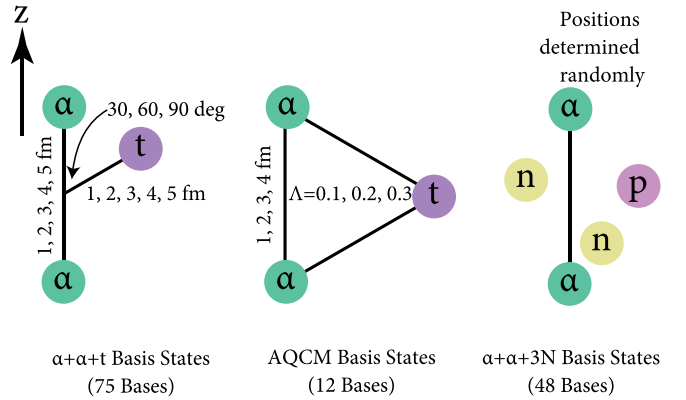 z
α
30, 60, 90 deg
t
1, 2, 3, 4, 5 fm
1, 2, 3, 4, 5 fm
α
α+α+t Basis States
(75 Bases)
α
1, 2, 3, 4 fm
Λ=0.1, 0.2, 0.3
t
α
AQCM Basis States
(12 Bases)
Positions
determined
randomly
α
n
p
n
α
α+α+3N Basis States
(48 Bases)